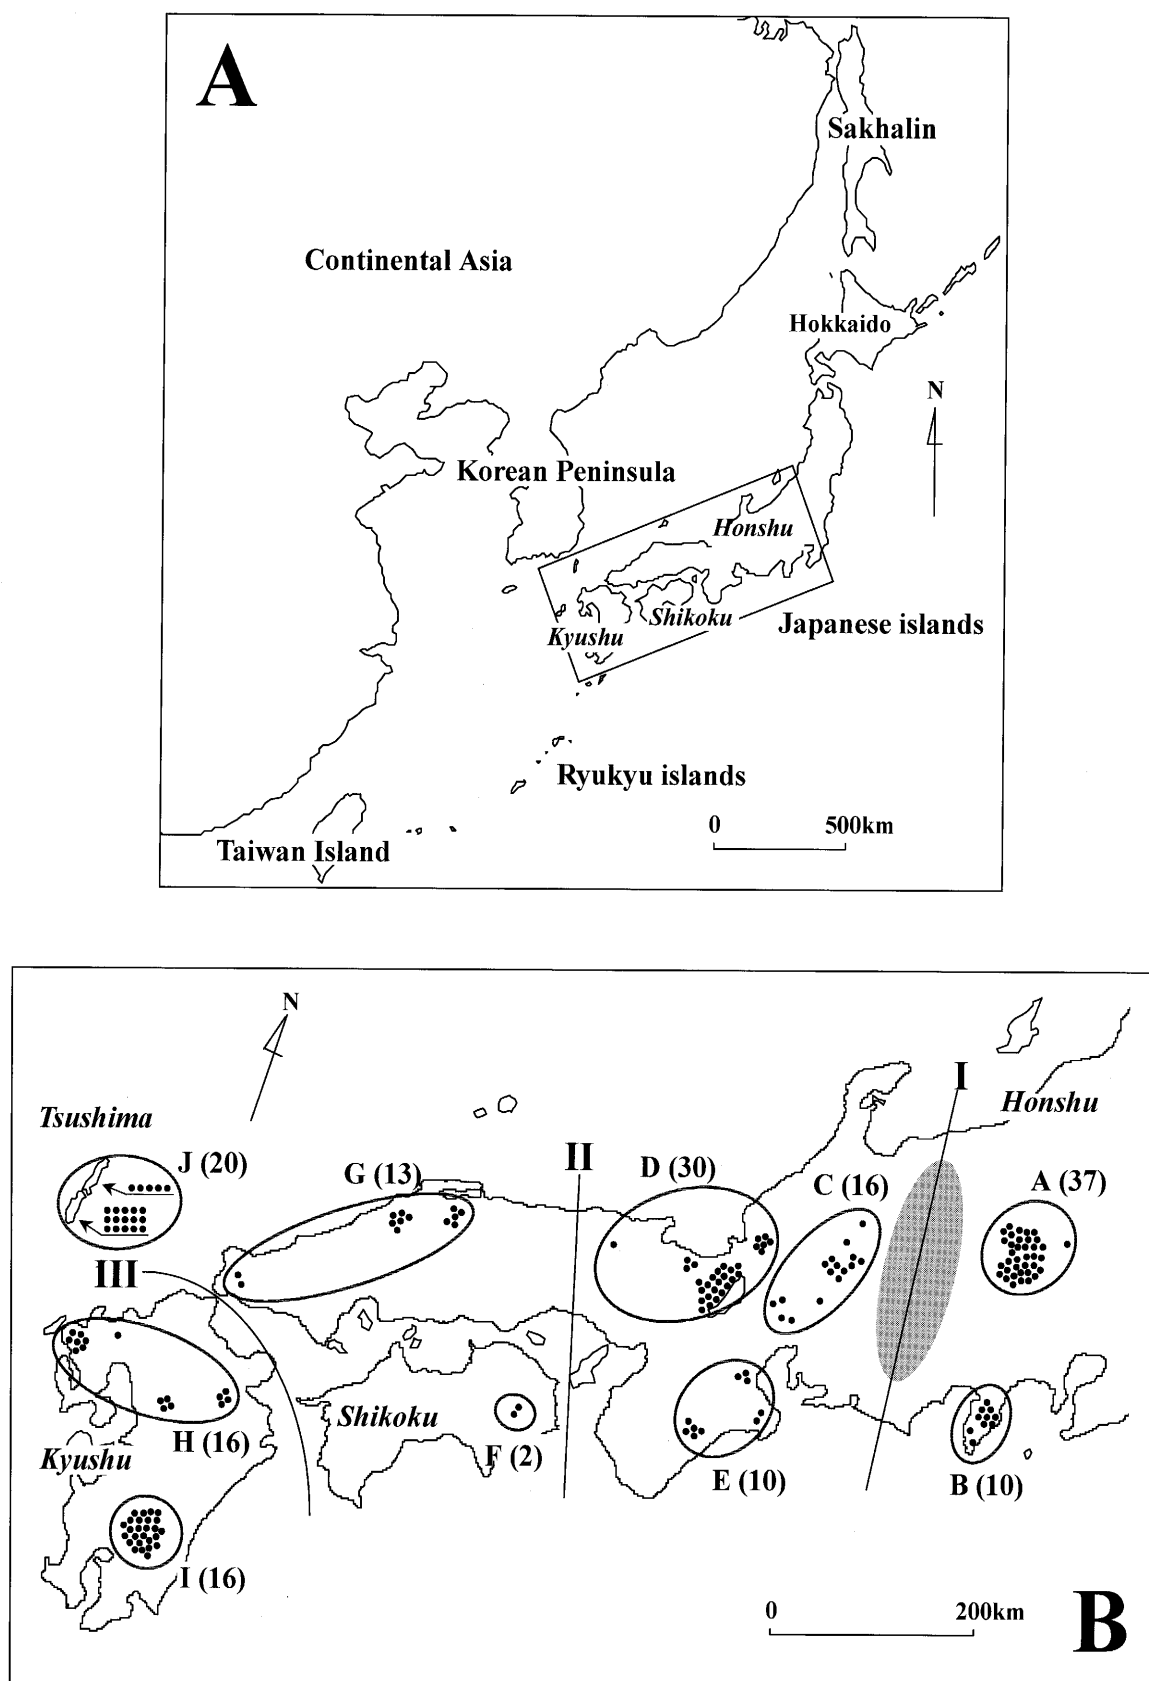 A
Sakhalin
Continental Asia
Hokkaido
N
Korean Peninsula
Honshu
Shikoku
Kyushu
Japanese islands
Ryukyu islands
0 500km
Taiwan Island
N
I
Honshu
Tsushima
J (20)
G (13)
II
D (30)
C (16)
A (37)
III
Shikoku
H (16)
Kyushu
F (2)
E (10)
B (10)
I (16)
0 200km
B